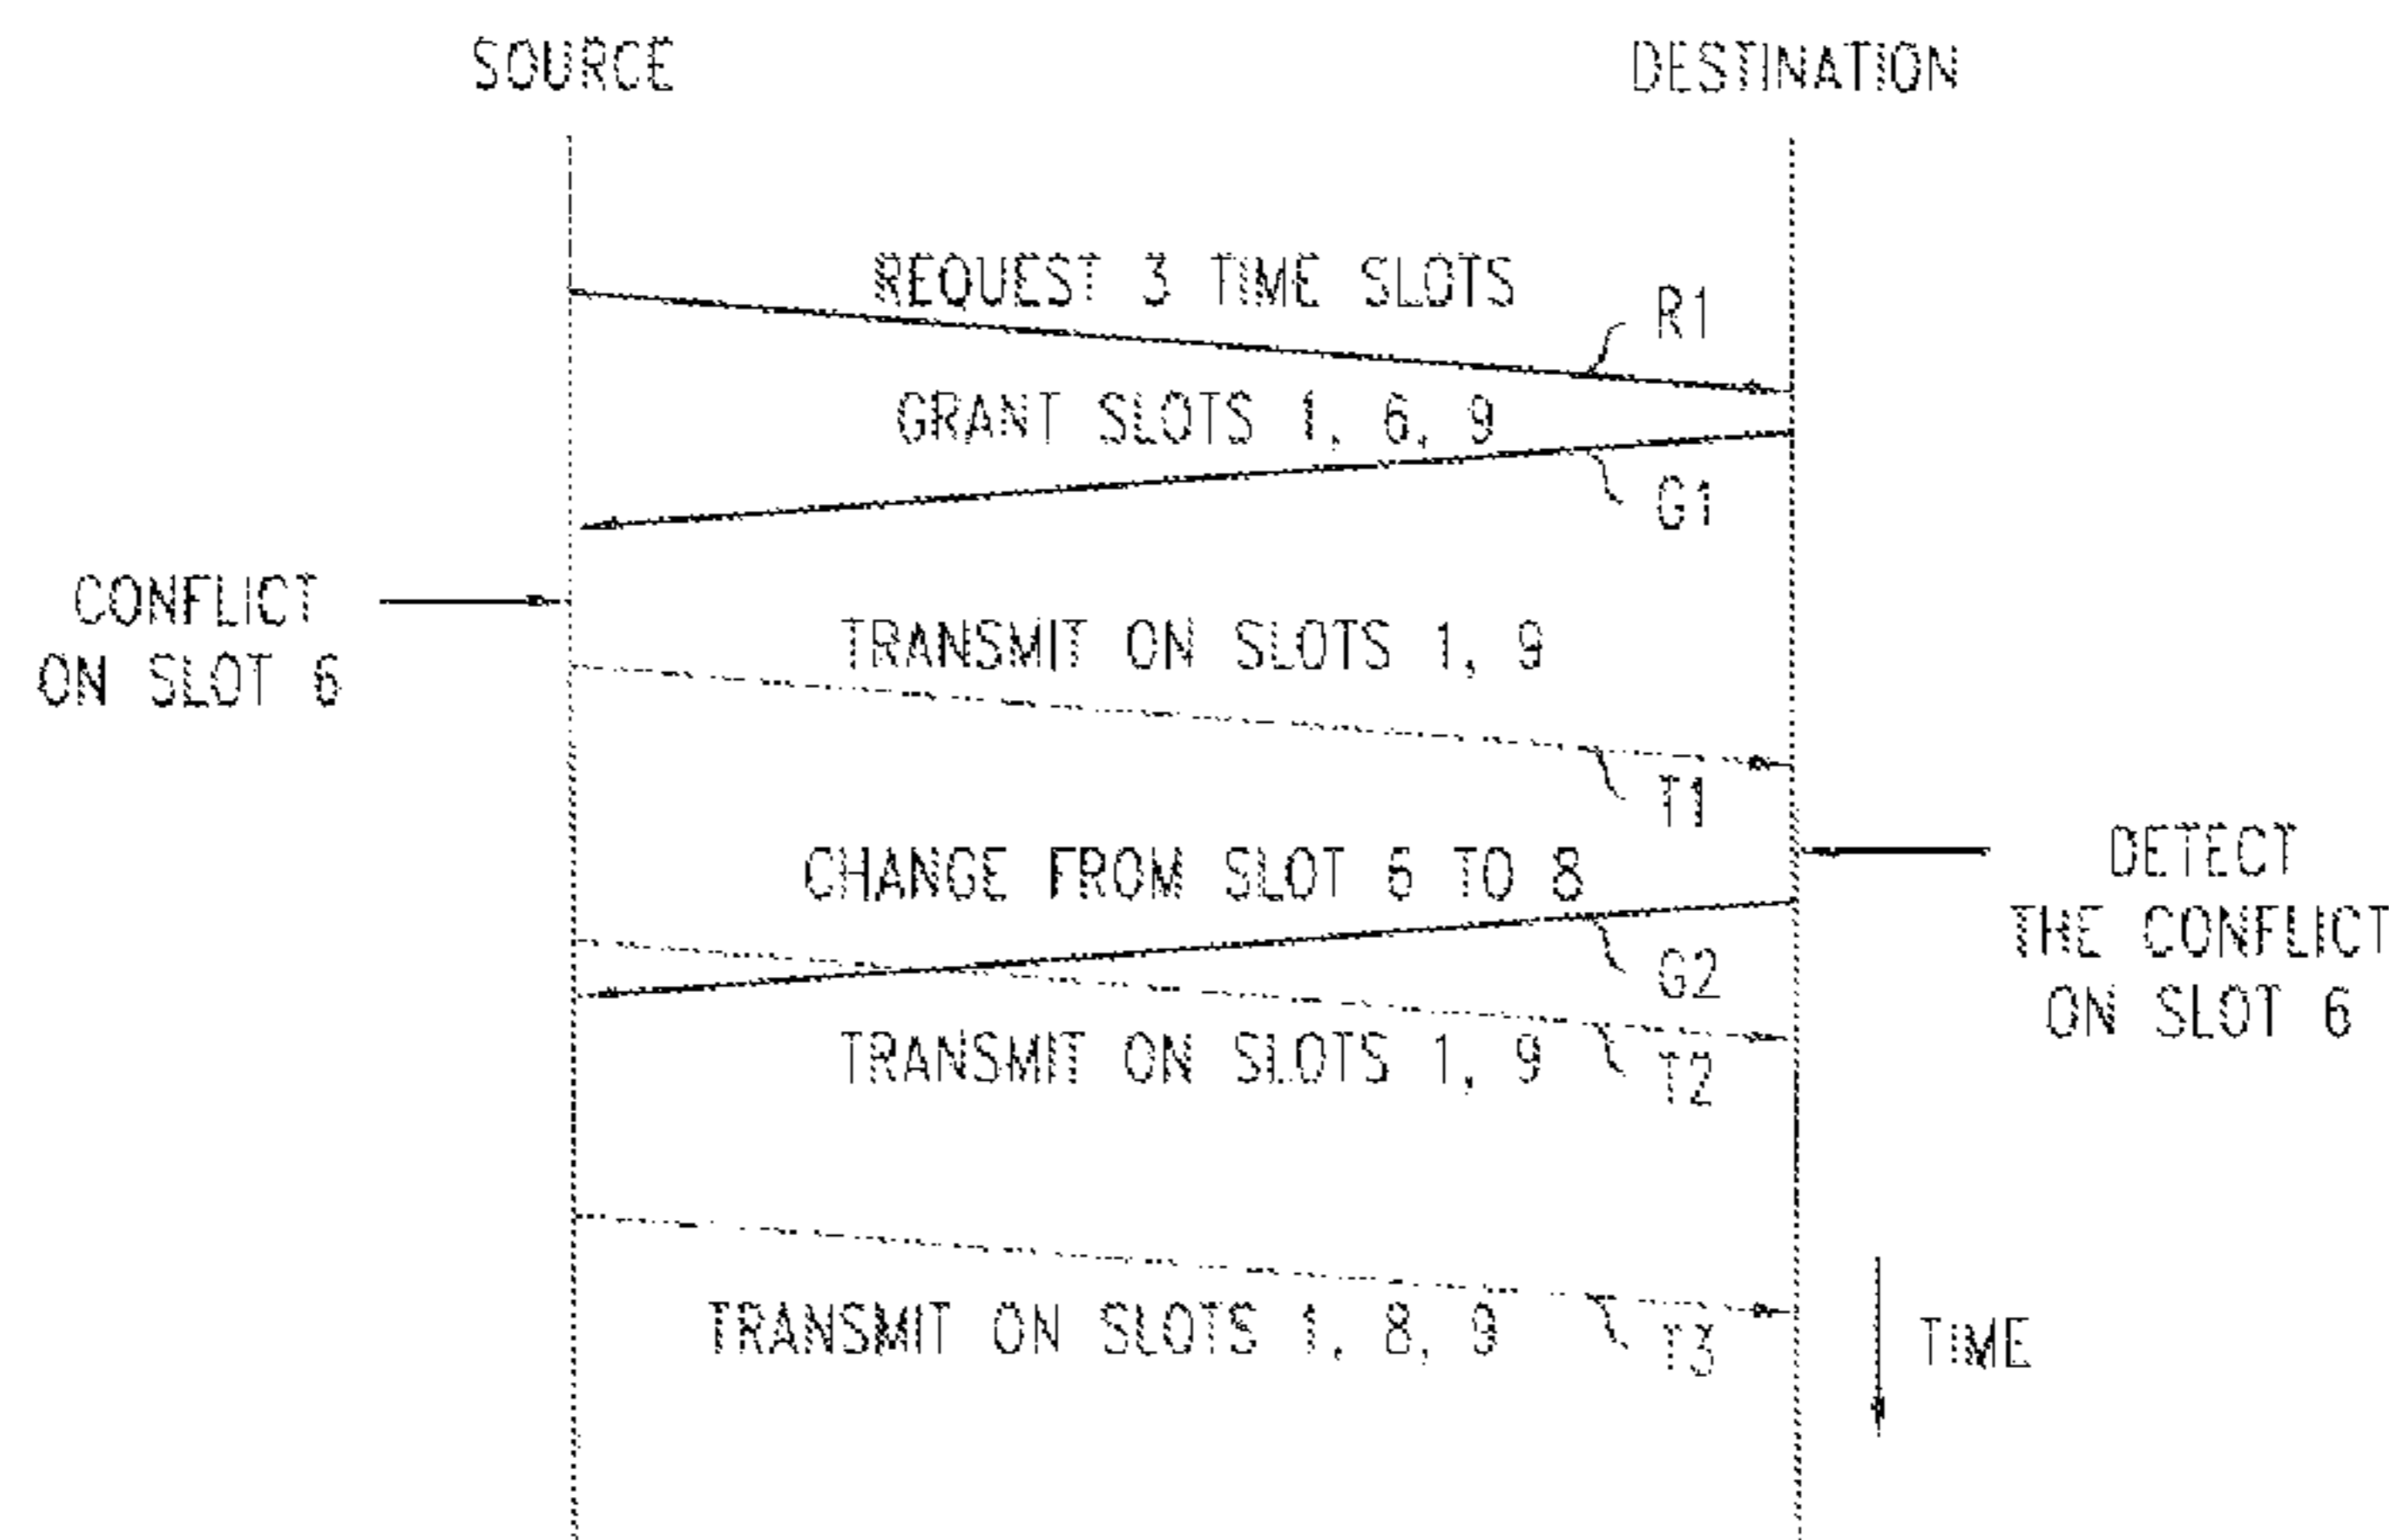 SOURCE
DESTINATION
REQUEST 3 TIME SLOTS
R1
GRANT SLOTS 1, 6, 9
G1
CONFLICT
ON SLOT 6
TRANSMIT ON SLOTS 1, 9
T1
CHANGE FROM SLOT 6 TO 8
DETECT
THE CONFLICT
ON SLOT 6
G2
TRANSMIT ON SLOTS 1, 9
T2
TRANSMIT ON SLOTS 1, 8, 9
T3
TIME